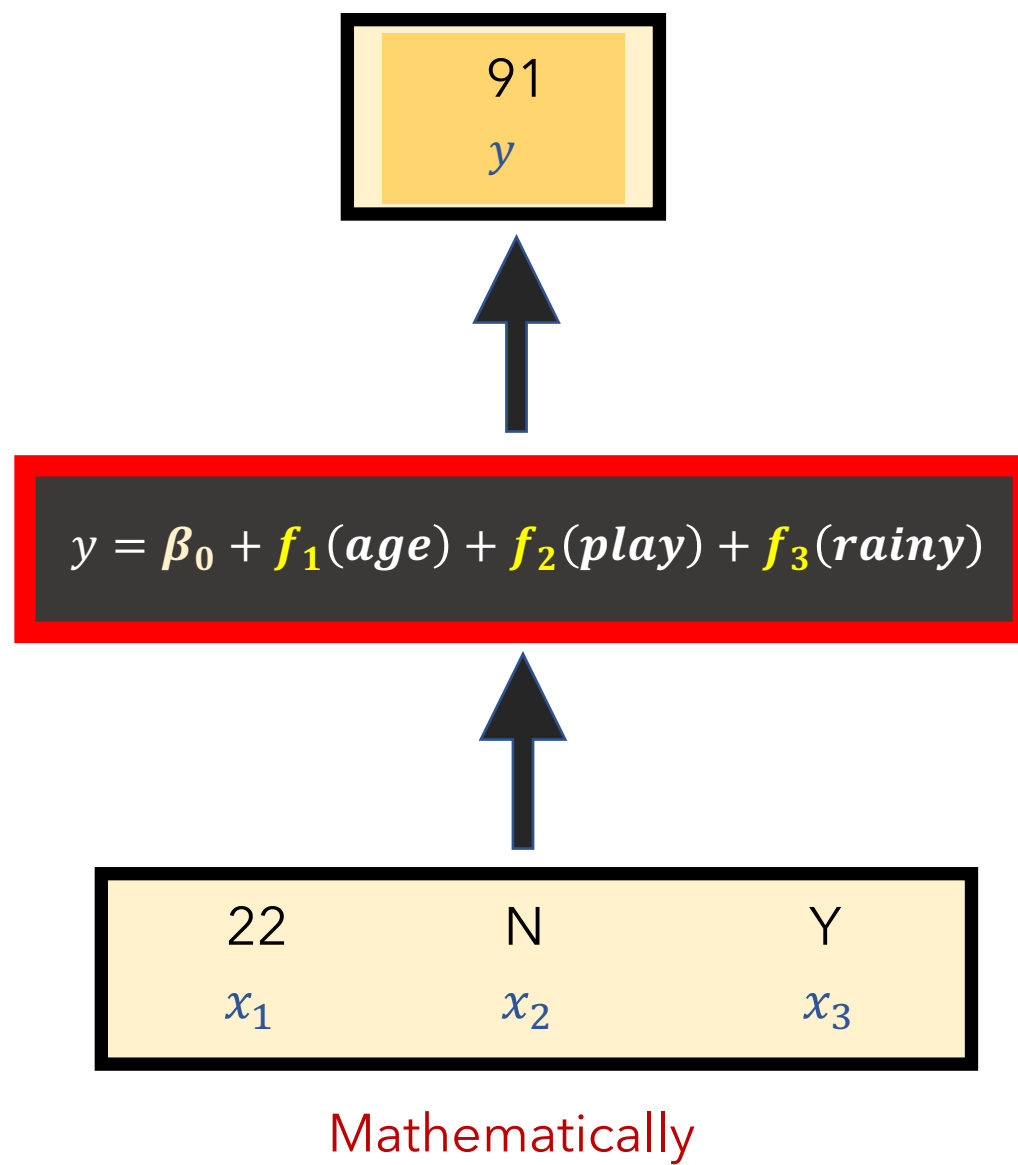 91
y
y = β₀ + f₁(age) + f₂(play) + f₃(rainy)
22 N Y
x₁ x₂ x₃
Mathematically